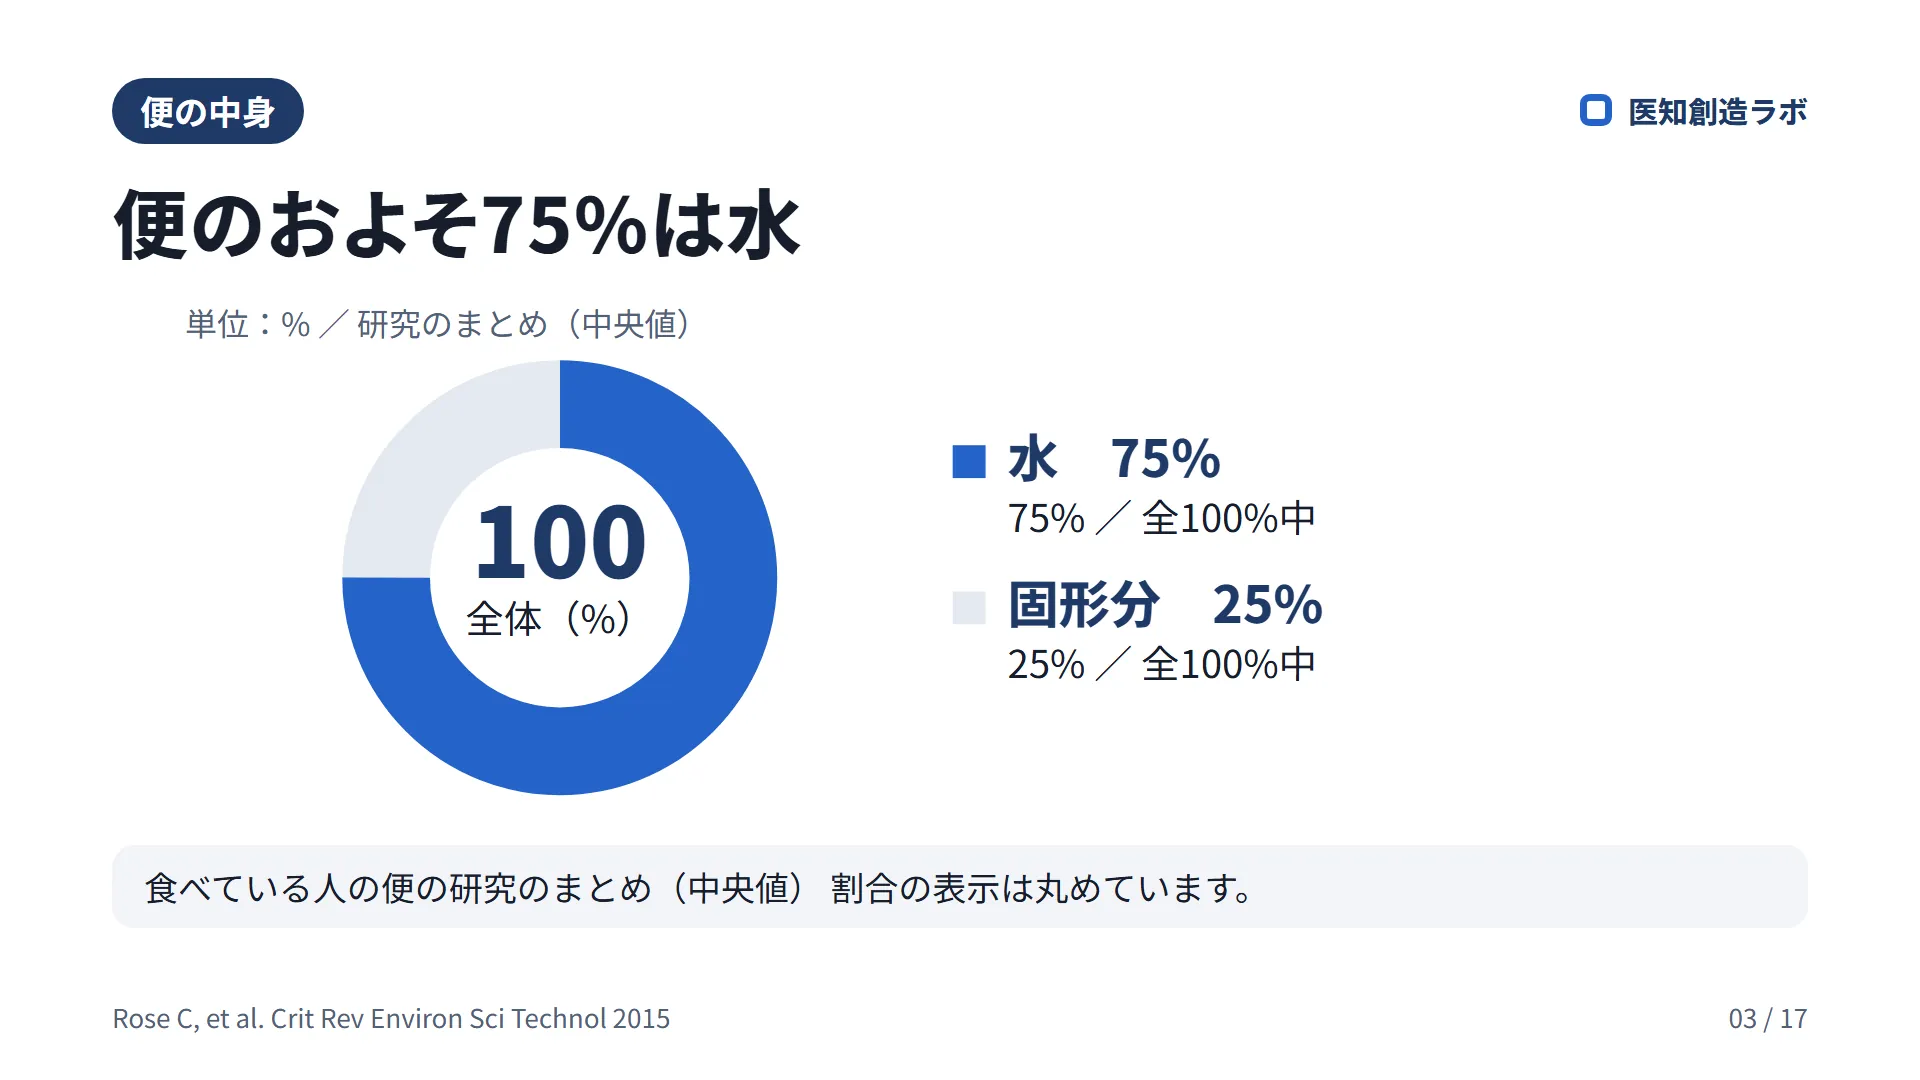 便の中身
医知創造ラボ
便のおよそ75%は水
単位：% ／ 研究のまとめ（中央値）
100
全体（%）
水　75%
75% ／ 全100%中
固形分　25%
25% ／ 全100%中
食べている人の便の研究のまとめ（中央値） 割合の表示は丸めています。
Rose C, et al. Crit Rev Environ Sci Technol 2015
03 / 17